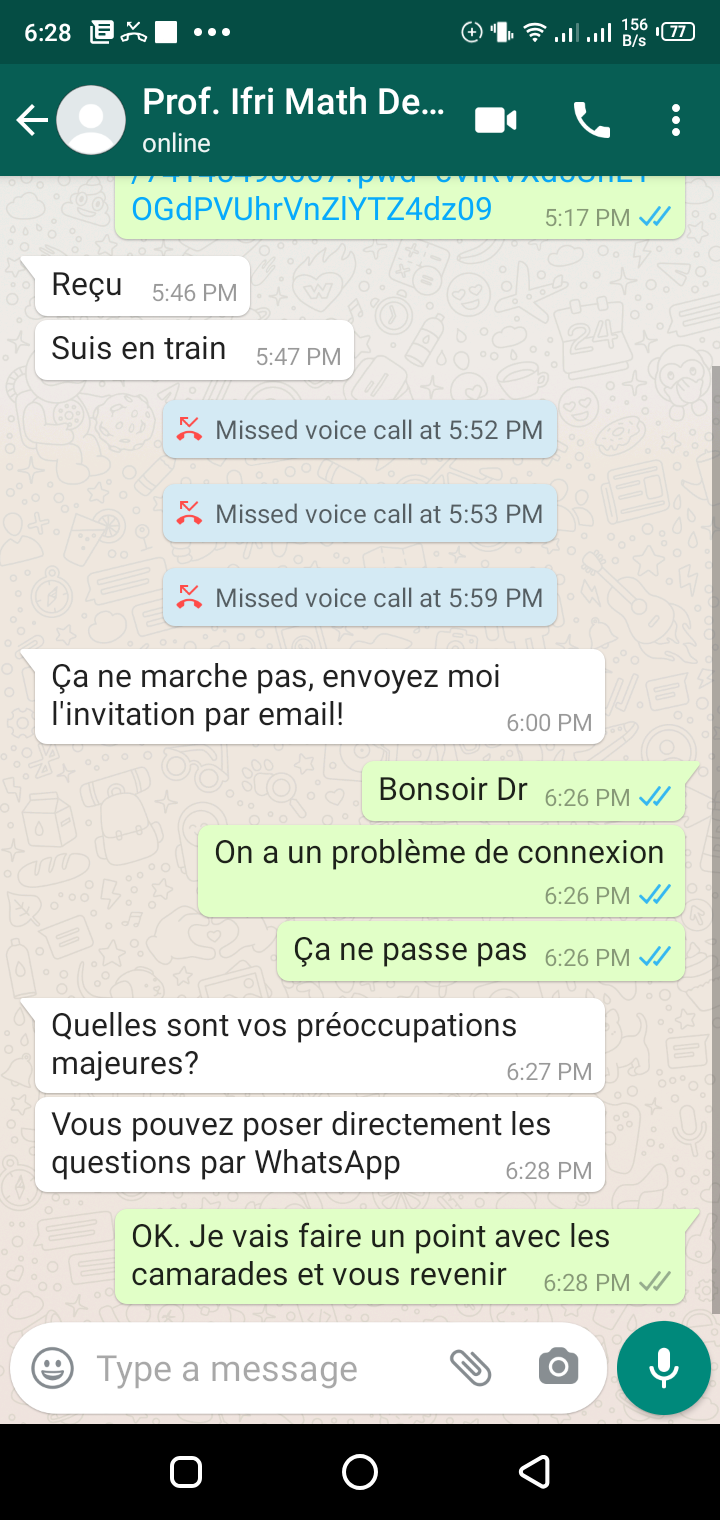 6:28
156
B/s
77
Prof. Ifri Math De...
online
OGdPVUhrVnZlYTZ4dz09
5:17 PM
Reçu 5:46 PM
Suis en train 5:47 PM
Missed voice call at 5:52 PM
Missed voice call at 5:53 PM
Missed voice call at 5:59 PM
Ça ne marche pas, envoyez moi
l'invitation par email! 6:00 PM
Bonsoir Dr 6:26 PM
On a un problème de connexion
6:26 PM
Ça ne passe pas 6:26 PM
Quelles sont vos préoccupations
majeures? 6:27 PM
Vous pouvez poser directement les
questions par WhatsApp 6:28 PM
OK. Je vais faire un point avec les
camarades et vous revenir 6:28 PM
Type a message